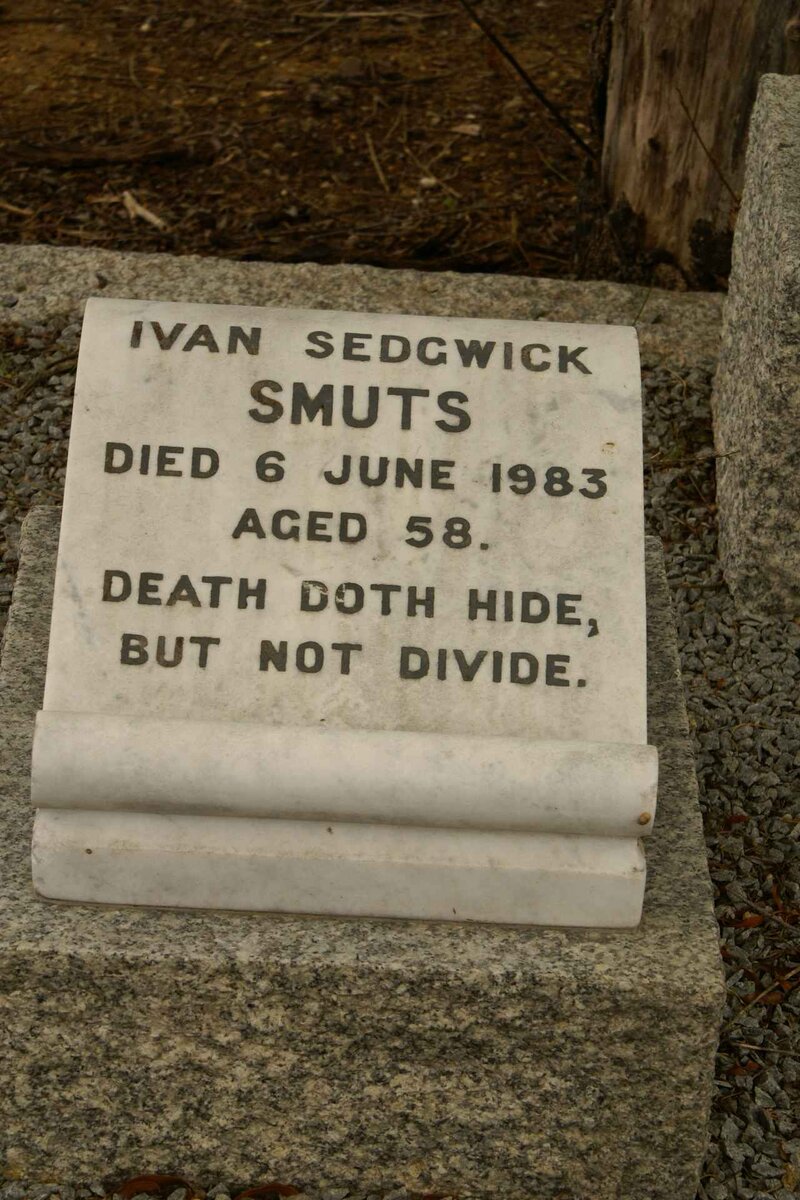 IVAN SEDGWICK
SMUTS
DIED 6 JUNE 1983
AGED 58.
DEATH DOTH HIDE,
BUT NOT DIVIDE.